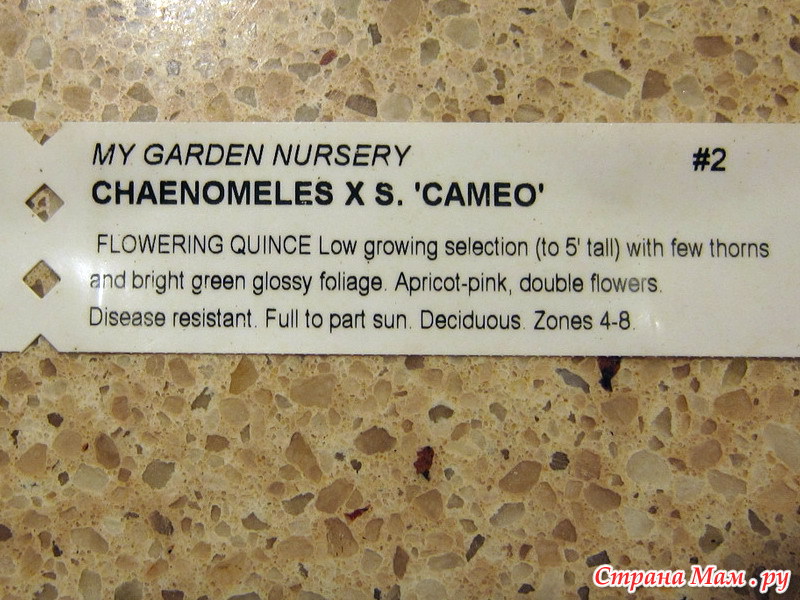 MY GARDEN NURSERY #2
CHAENOMELES X S. 'CAMEO'
FLOWERING QUINCE Low growing selection (to 5' tall) with few thorns
and bright green glossy foliage. Apricot-pink, double flowers.
Disease resistant. Full to part sun. Deciduous. Zones 4-8.
Страна Мам.ру